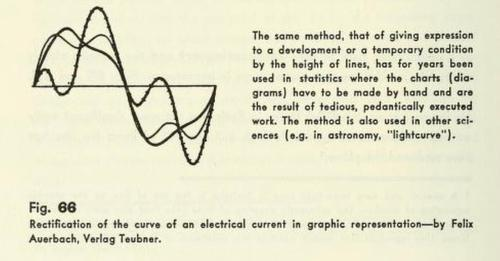 The same method, that of giving expression
to a development or a temporary condition
by the height of lines, has for years been
used in statistics where the charts (dia-
grams) have to be made by hand and are
the result of tedious, pedantically executed
work. The method is also used in other sci-
ences (e.g. in astronomy, "lightcurve").
Fig. 66
Rectification of the curve of an electrical current in graphic representation—by Felix
Auerbach, Verlag Teubner.